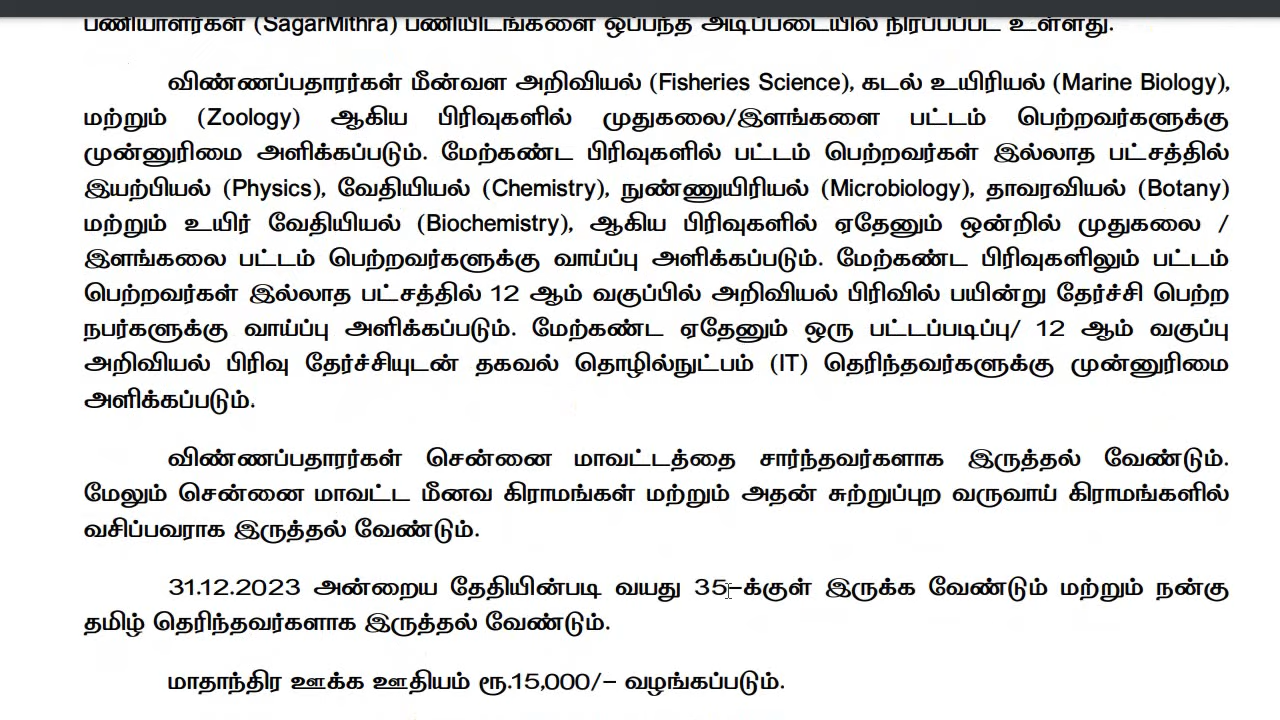 பணியாளர்கள் (SagarMithra) பணியிடங்களை ஒப்பந்த அடிப்படையில் நிரப்பப்பட உள்ளது.
விண்ணப்பதாரர்கள் மீன்வள அறிவியல் (Fisheries Science), கடல் உயிரியல் (Marine Biology),
மற்றும் (Zoology) ஆகிய பிரிவுகளில் முதுகலை/இளங்களை பட்டம் பெற்றவர்களுக்கு
முன்னுரிமை அளிக்கப்படும். மேற்கண்ட பிரிவுகளில் பட்டம் பெற்றவர்கள் இல்லாத பட்சத்தில்
இயற்பியல் (Physics), வேதியியல் (Chemistry), நுண்ணுயிரியல் (Microbiology), தாவரவியல் (Botany)
மற்றும் உயிர் வேதியியல் (Biochemistry), ஆகிய பிரிவுகளில் ஏதேனும் ஒன்றில் முதுகலை /
இளங்கலை பட்டம் பெற்றவர்களுக்கு வாய்ப்பு அளிக்கப்படும். மேற்கண்ட பிரிவுகளிலும் பட்டம்
பெற்றவர்கள் இல்லாத பட்சத்தில் 12 ஆம் வகுப்பில் அறிவியல் பிரிவில் பயின்று தேர்ச்சி பெற்ற
நபர்களுக்கு வாய்ப்பு அளிக்கப்படும். மேற்கண்ட ஏதேனும் ஒரு பட்டப்படிப்பு/ 12 ஆம் வகுப்பு
அறிவியல் பிரிவு தேர்ச்சியுடன் தகவல் தொழில்நுட்பம் (IT) தெரிந்தவர்களுக்கு முன்னுரிமை
அளிக்கப்படும்.
விண்ணப்பதாரர்கள் சென்னை மாவட்டத்தை சார்ந்தவர்களாக இருத்தல் வேண்டும்.
மேலும் சென்னை மாவட்ட மீனவ கிராமங்கள் மற்றும் அதன் சுற்றுப்புற வருவாய் கிராமங்களில்
வசிப்பவராக இருத்தல் வேண்டும்.
31.12.2023 அன்றைய தேதியின்படி வயது 35-க்குள் இருக்க வேண்டும் மற்றும் நன்கு
தமிழ் தெரிந்தவர்களாக இருத்தல் வேண்டும்.
மாதாந்திர ஊக்க ஊதியம் ரூ.15,000/- வழங்கப்படும்.